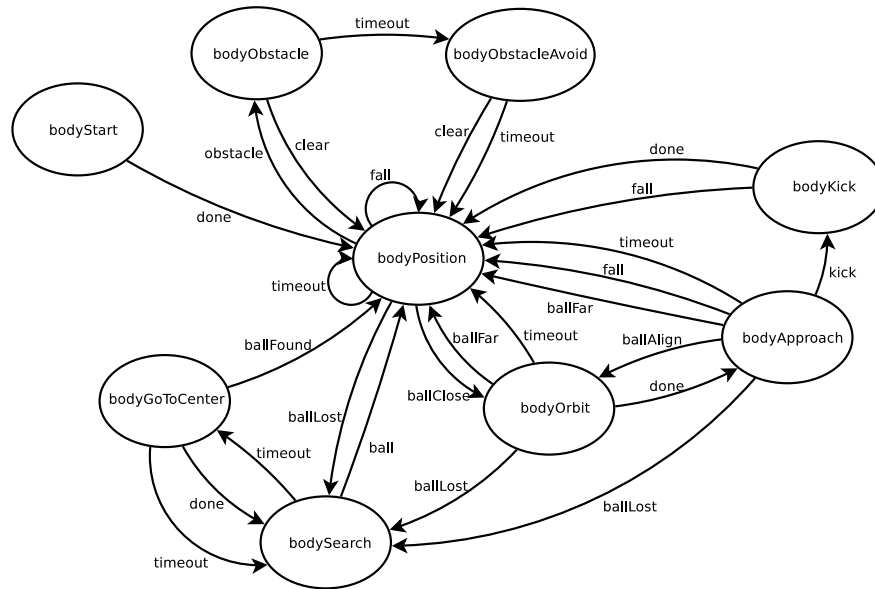 timeout
bodyObstacle
bodyObstacleAvoid
bodyStart
clear
timeout
obstacle
clear
done
fall
bodyKick
fall
done
timeout
bodyPosition
fall
kick
timeout
ballFar
timeout
ballFar
ballAlign
bodyApproach
ballFound
done
bodyGoToCenter
ballClose
bodyOrbit
ballLost
ball
timeout
ballLost
done
ballLost
bodySearch
timeout